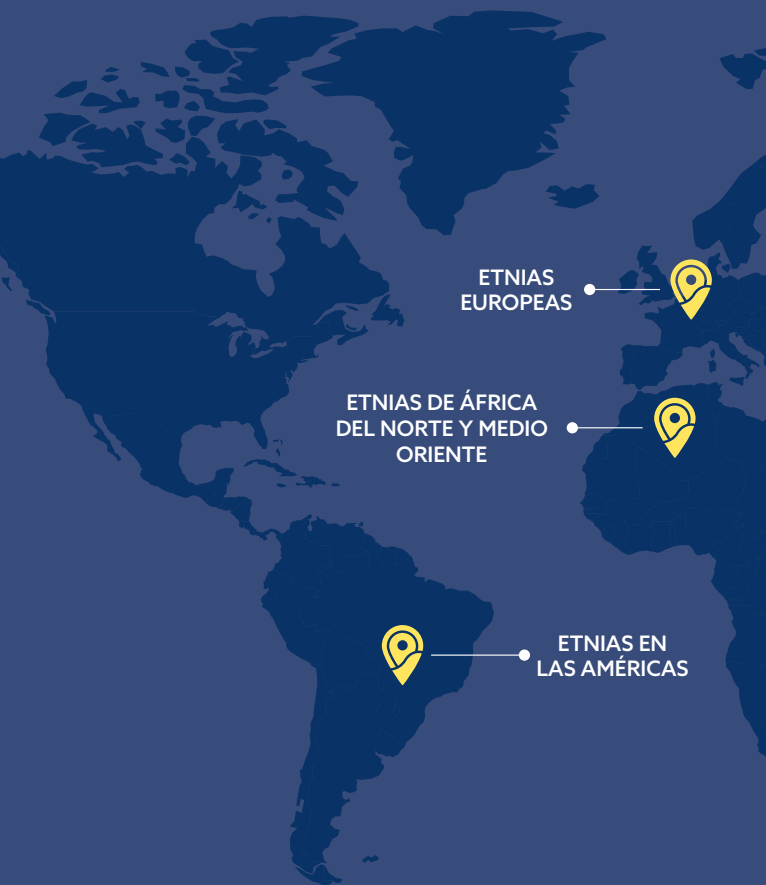 ETNIAS
EUROPEAS
ETNIAS DE ÁFRICA
DEL NORTE Y MEDIO
ORIENTE
ETNIAS EN
LAS AMÉRICAS